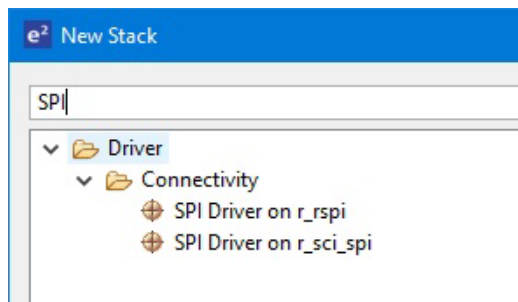 e² New Stack
SPI
Driver
Connectivity
SPI Driver on r_rspi
SPI Driver on r_sci_spi